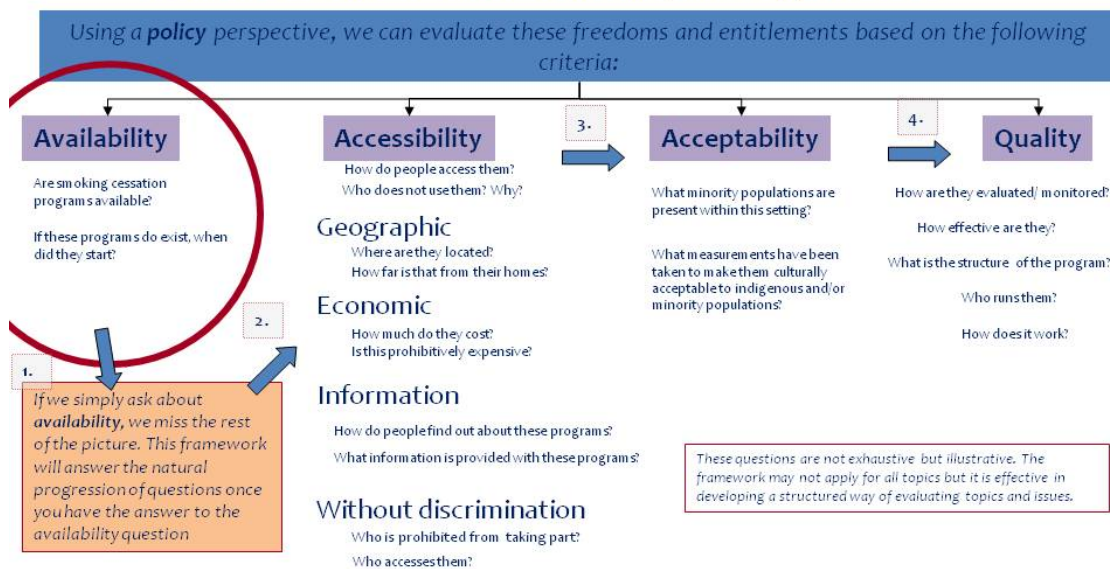 Using a policy perspective, we can evaluate these freedoms and entitlements based on the following
criteria:
Availability
Are smoking cessation
programs available?
If these programs do exist, when
did they start?
1.
If we simply ask about
availability, we miss the rest
of the picture. This framework
will answer the natural
progression of questions once
you have the answer to the
availability question
2.
Accessibility
How do people access them?
Who does not use them? Why?
Geographic
Where are they located?
How far is that from their homes?
Economic
How much do they cost?
Is this prohibitively expensive?
Information
How do people find out about these programs?
What information is provided with these programs?
Without discrimination
Who is prohibited from taking part?
Who accesses them?
3.
Acceptability
What minority populations are
present within this setting?
What measurements have been
taken to make them culturally
acceptable to indigenous and/or
minority populations?
4.
Quality
How are they evaluated/ monitored?
How effective are they?
What is the structure of the program?
Who runs them?
How does it work?
These questions are not exhaustive but illustrative. The
framework may not apply for all topics but it is effective in
developing a structured way of evaluating topics and issues.